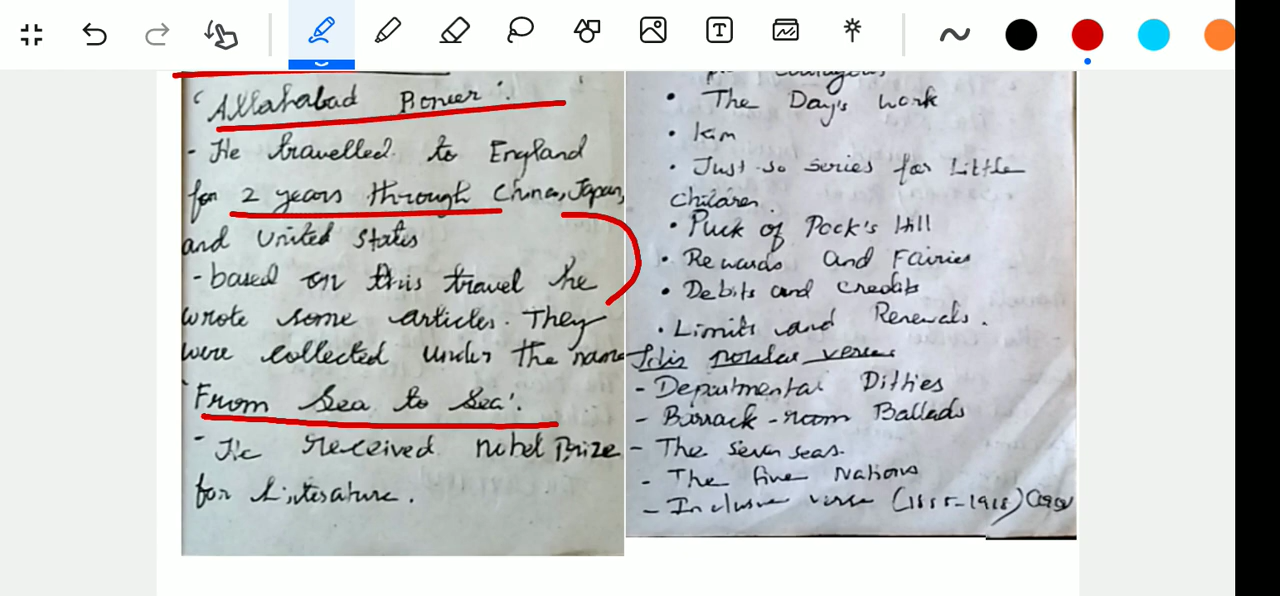 'Allahabad Pioneer'.
- He travelled to England
for 2 years through China, Japan,
and United States
- based on this travel he
wrote some articles. They
were collected under the name
'From Sea to Sea'.
- He received nobel Prize
for Literature.
• The Day's work
• Kim
• Just so series for Little
children.
• Puck of Pock's Hill
• Rewards and Fairies
• Debits and credits
• Limits and Renewals.
His popular verses
- Departmental Ditties
- Barrack-room Ballads
- The seven seas.
- The five Nations
- Inclusive verse